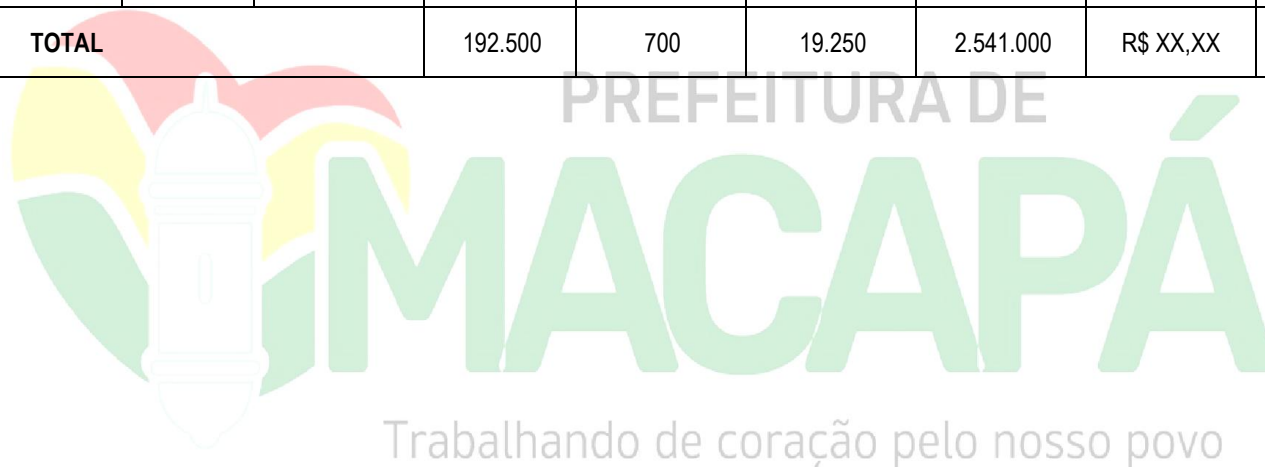 TOTAL 192.500 700 19.250 2.541.000 R$ XX,XX
PREFEITURA DE
MACAPÁ
Trabalhando de coração pelo nosso povo